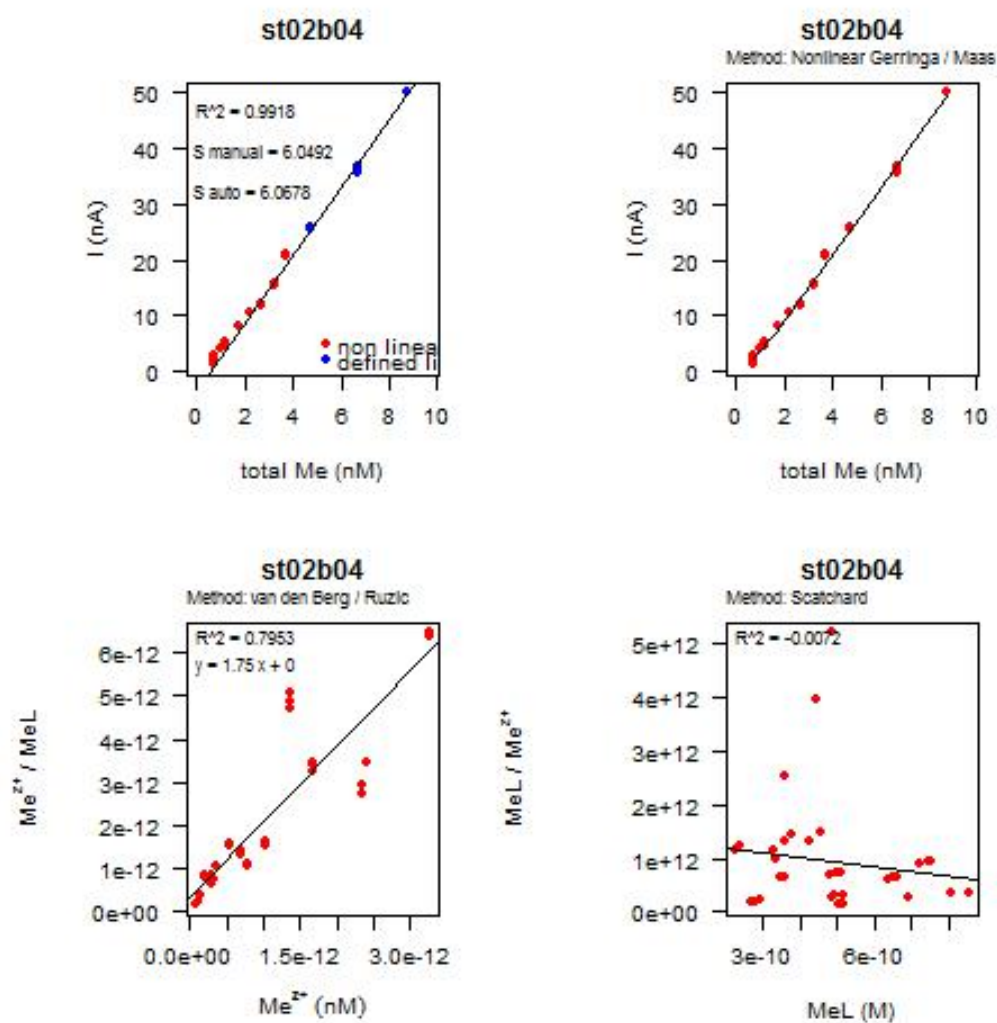 st02b04
R^2 = 0.9918
S manual = 6.0492
S auto = 6.0678
non linea
defined li
I (nA)
50
40
30
20
10
0
0 2 4 6 8 10
total Me (nM)
st02b04
Method: Nonlinear Gerringa / Maas
I (nA)
50
40
30
20
10
0
0 2 4 6 8 10
total Me (nM)
st02b04
Method: van den Berg / Ruzic
R^2 = 0.7953
y = 1.75 x + 0
Me^z+ / MeL
6e-12
5e-12
4e-12
3e-12
2e-12
1e-12
0e+00
0.0e+00 1.5e-12 3.0e-12
Me^z+ (nM)
st02b04
Method: Scatchard
R^2 = -0.0072
MeL / Me^z+
5e+12
4e+12
3e+12
2e+12
1e+12
0e+00
3e-10 6e-10
MeL (M)